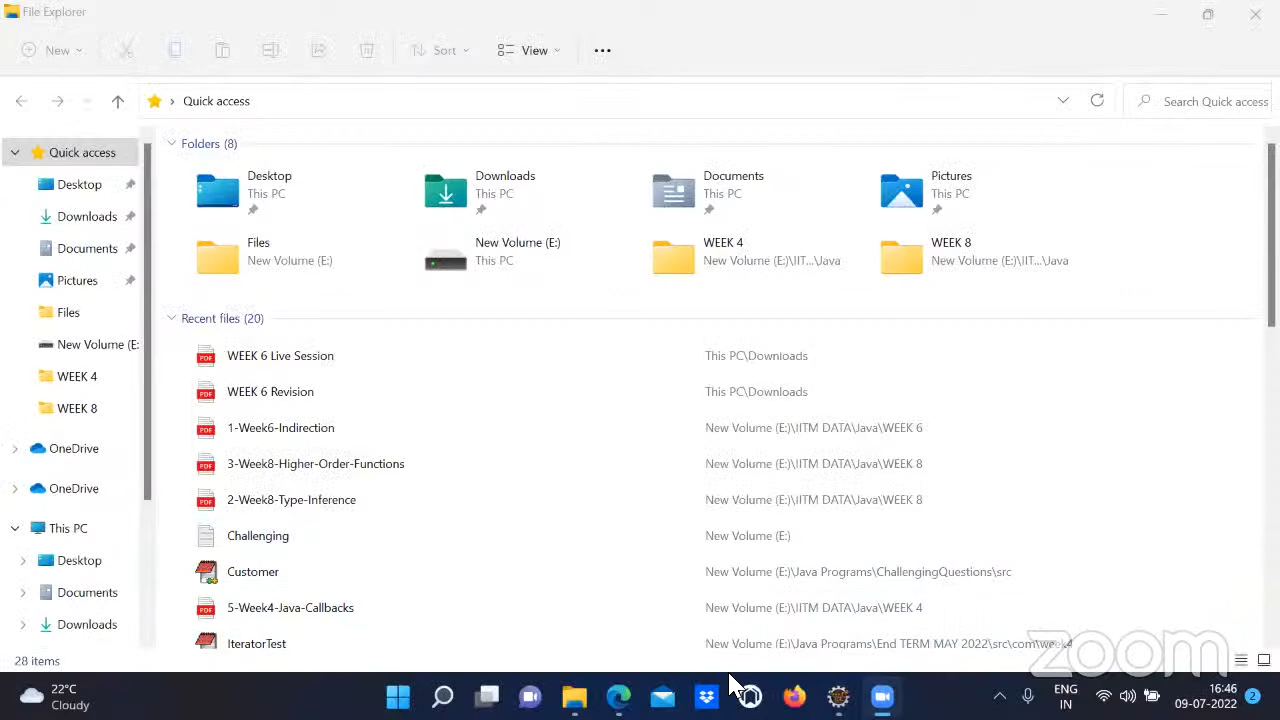 File Explorer
New
Sort
View
Quick access
Search Quick access
Quick access
Desktop
Downloads
Documents
Pictures
Files
New Volume (E:
WEEK 4
WEEK 8
OneDrive
OneDrive
This PC
Desktop
Documents
Downloads
Folders (8)
Desktop
This PC
Downloads
This PC
Documents
This PC
Pictures
This PC
Files
New Volume (E:)
New Volume (E:)
This PC
WEEK 4
New Volume (E:)\IIT...\Java
WEEK 8
New Volume (E:)\IIT...\Java
Recent files (20)
WEEK 6 Live Session This PC\Downloads
WEEK 6 Revision This PC\Downloads
1-Week6-Indirection New Volume (E:)\IITM DATA\Java\WEEK 6
3-Week8-Higher-Order-Functions New Volume (E:)\IITM DATA\Java\WEEK 8
2-Week8-Type-Inference New Volume (E:)\IITM DATA\Java\WEEK 8
Challenging New Volume (E:)
Customer New Volume (E:)\Java Programs\ChallengingQuestions\src
5-Week4-Java-Callbacks New Volume (E:)\IITM DATA\Java\WEEK 4
IteratorTest New Volume (E:)\Java Programs\End TERM MAY 2022\src\com\week4
28 items
zoom
22°C
Cloudy
ENG
IN
16:46
09-07-2022
2